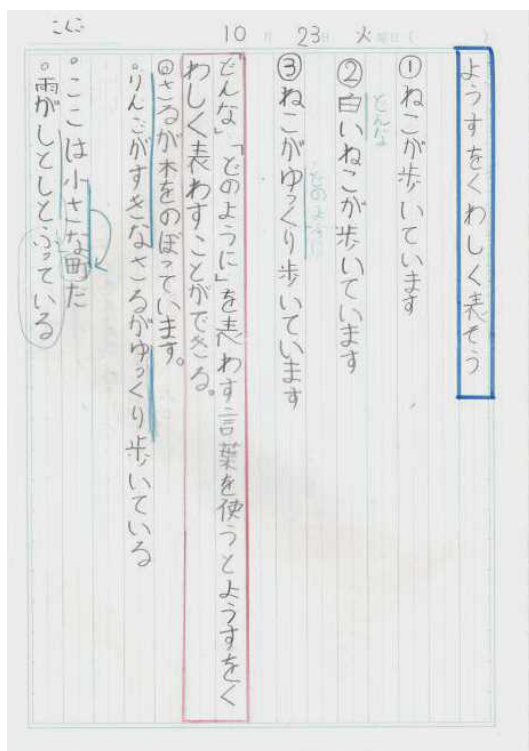 こくご
10月23日火曜日（　）
ようすをくわしく表そう
①ねこが歩いています
どんな
②白いねこが歩いています
どのように
③ねこがゆっくり歩いています
「どんな」「どのように」を表わす言葉を使うとようすをく
わしく表わすことができる。
◎さるが木をのぼっています。
・りんごがすきなさるがゆっくり歩いている
・ここは小さな町だ
・雨がしとしとふっている